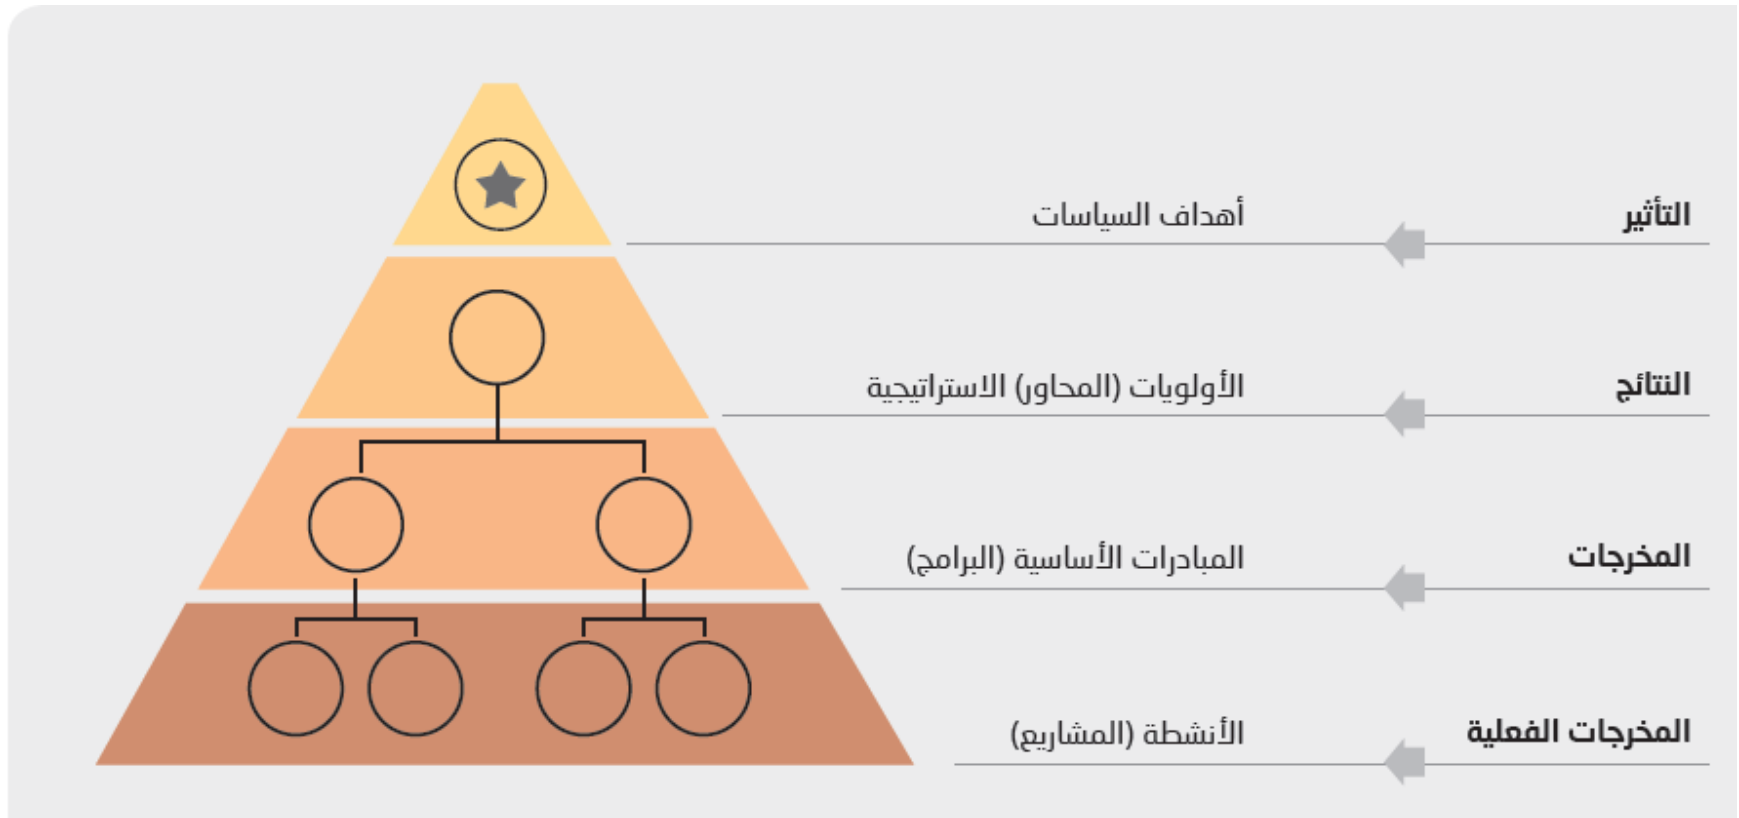 التأثير
أهداف السياسات
النتائج
الأولويات (المحاور) الاستراتيجية
المخرجات
المبادرات الأساسية (البرامج)
المخرجات الفعلية
الأنشطة (المشاريع)